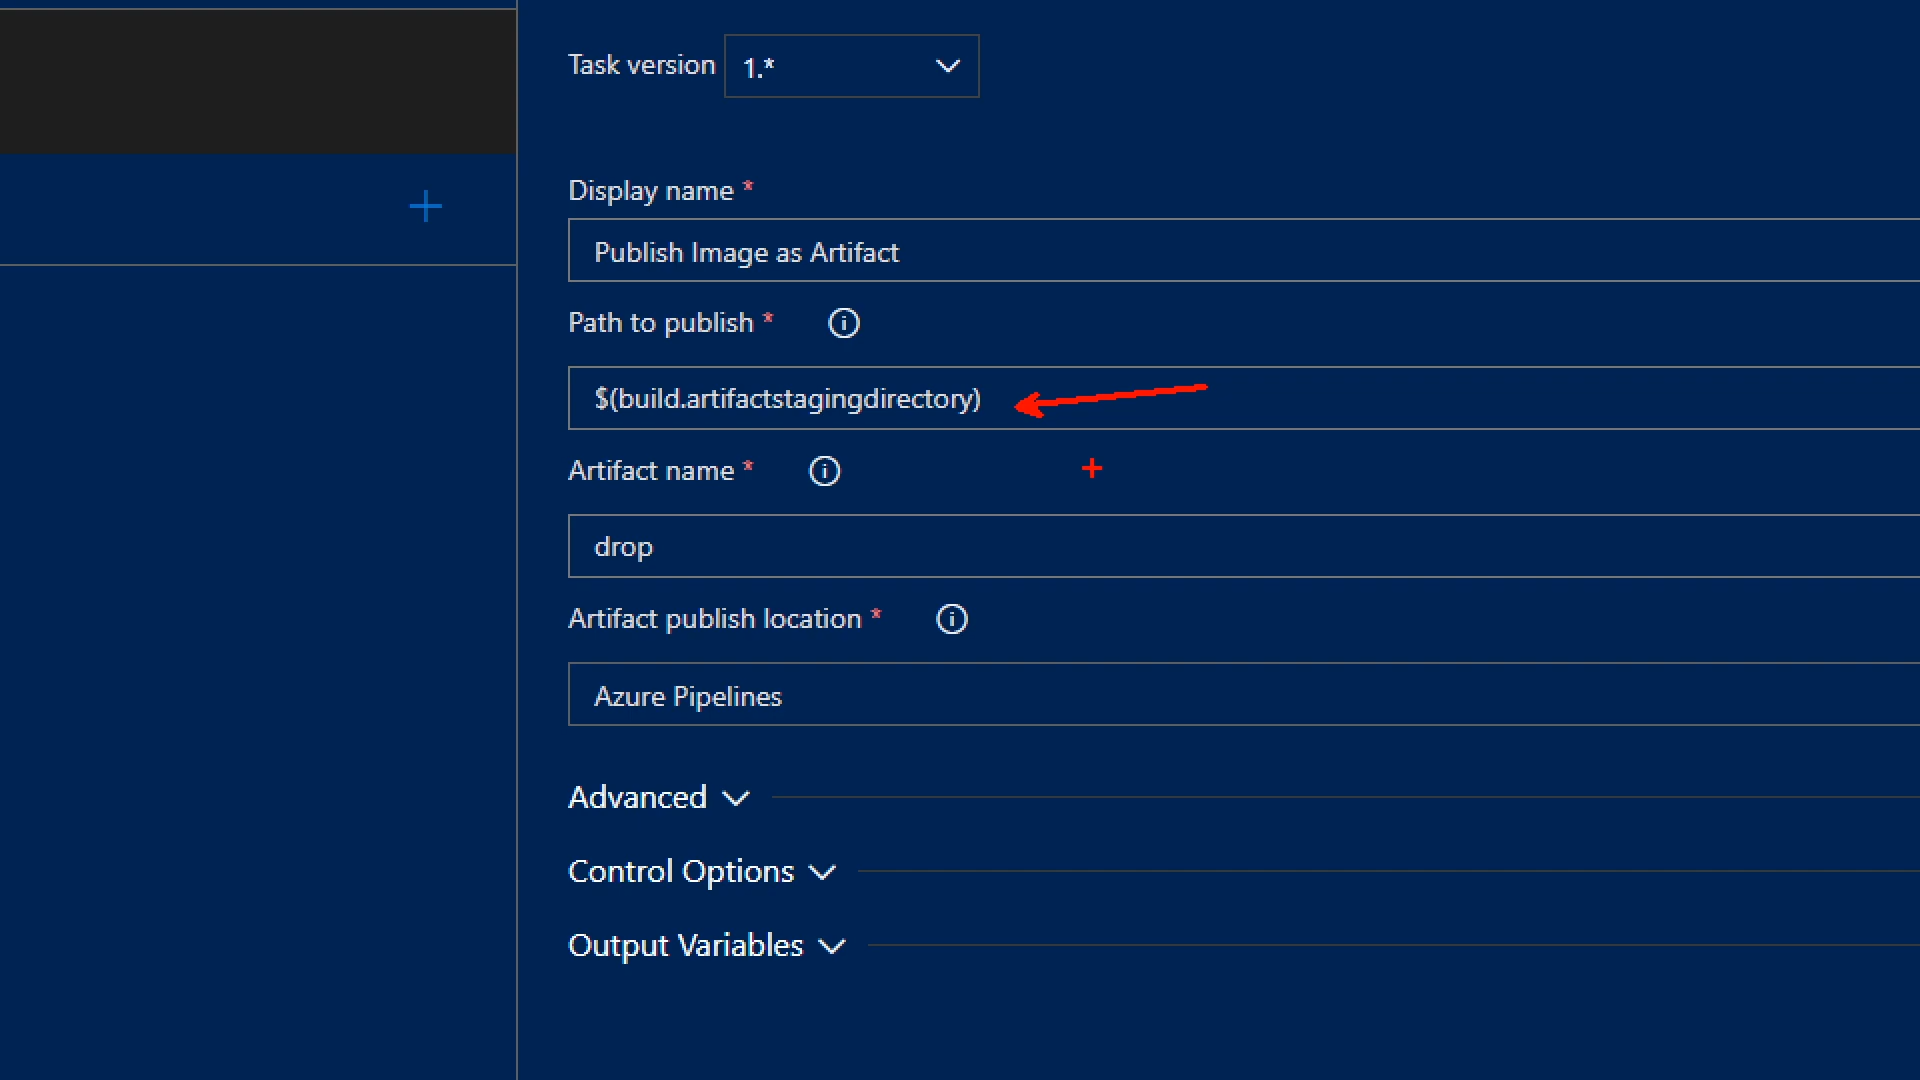 Task version 1.*
Display name *
Publish Image as Artifact
Path to publish *
$(build.artifactstagingdirectory)
Artifact name *
drop
Artifact publish location *
Azure Pipelines
Advanced
Control Options
Output Variables